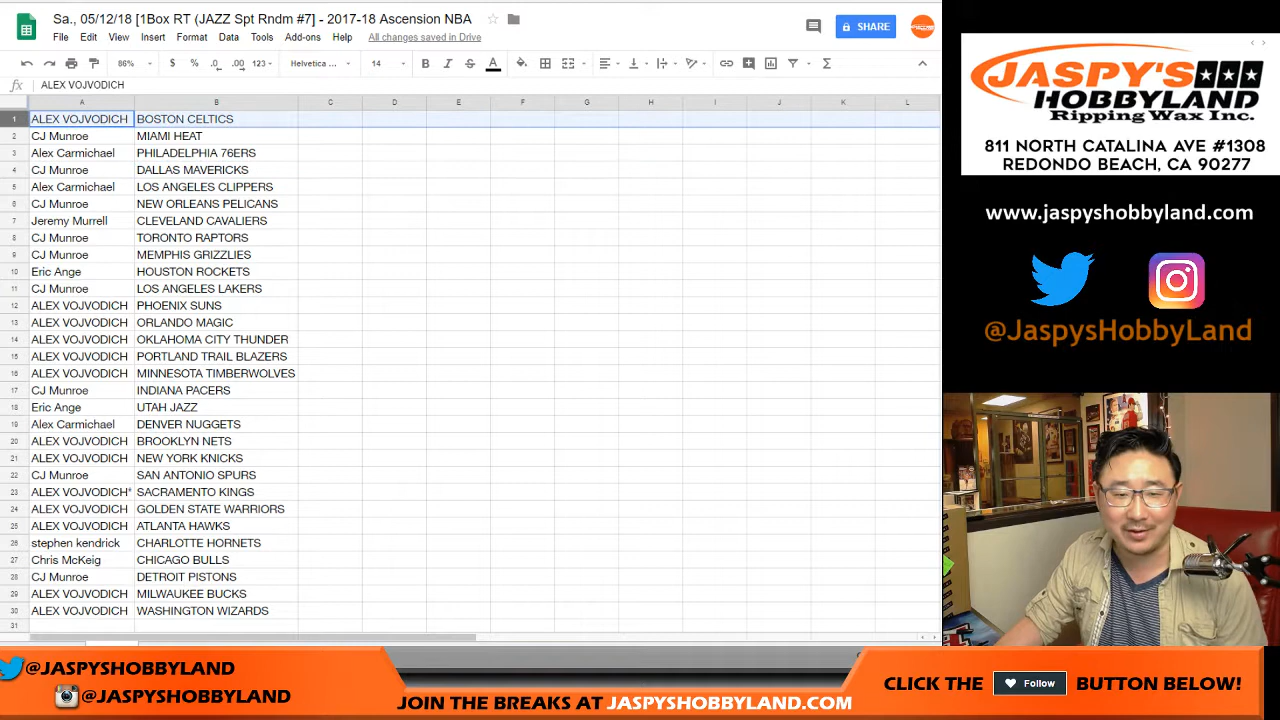 Sa., 05/12/18 [1Box RT (JAZZ Spt Rndm #7] - 2017-18 Ascension NBA
File Edit View Insert Format Data Tools Add-ons Help All changes saved in Drive
SHARE
86% $ % .0 .00 123 Helvetica ... 14 B I S A
fx ALEX VOJVODICH
A B C D E F G H I J K L
1 ALEX VOJVODICH BOSTON CELTICS
2 CJ Munroe MIAMI HEAT
3 Alex Carmichael PHILADELPHIA 76ERS
4 CJ Munroe DALLAS MAVERICKS
5 Alex Carmichael LOS ANGELES CLIPPERS
6 CJ Munroe NEW ORLEANS PELICANS
7 Jeremy Murrell CLEVELAND CAVALIERS
8 CJ Munroe TORONTO RAPTORS
9 CJ Munroe MEMPHIS GRIZZLIES
10 Eric Ange HOUSTON ROCKETS
11 CJ Munroe LOS ANGELES LAKERS
12 ALEX VOJVODICH PHOENIX SUNS
13 ALEX VOJVODICH ORLANDO MAGIC
14 ALEX VOJVODICH OKLAHOMA CITY THUNDER
15 ALEX VOJVODICH PORTLAND TRAIL BLAZERS
16 ALEX VOJVODICH MINNESOTA TIMBERWOLVES
17 CJ Munroe INDIANA PACERS
18 Eric Ange UTAH JAZZ
19 Alex Carmichael DENVER NUGGETS
20 ALEX VOJVODICH BROOKLYN NETS
21 ALEX VOJVODICH NEW YORK KNICKS
22 CJ Munroe SAN ANTONIO SPURS
23 ALEX VOJVODICH* SACRAMENTO KINGS
24 ALEX VOJVODICH GOLDEN STATE WARRIORS
25 ALEX VOJVODICH ATLANTA HAWKS
26 stephen kendrick CHARLOTTE HORNETS
27 Chris McKeig CHICAGO BULLS
28 CJ Munroe DETROIT PISTONS
29 ALEX VOJVODICH MILWAUKEE BUCKS
30 ALEX VOJVODICH WASHINGTON WIZARDS
31
JASPY'S
HOBBYLAND
Ripping Wax Inc.
811 NORTH CATALINA AVE #1308
REDONDO BEACH, CA 90277
www.jaspyshobbyland.com
@JaspysHobbyLand
@JASPYSHOBBYLAND
@JASPYSHOBBYLAND
JOIN THE BREAKS AT JASPYSHOBBYLAND.COM
CLICK THE Follow BUTTON BELOW!